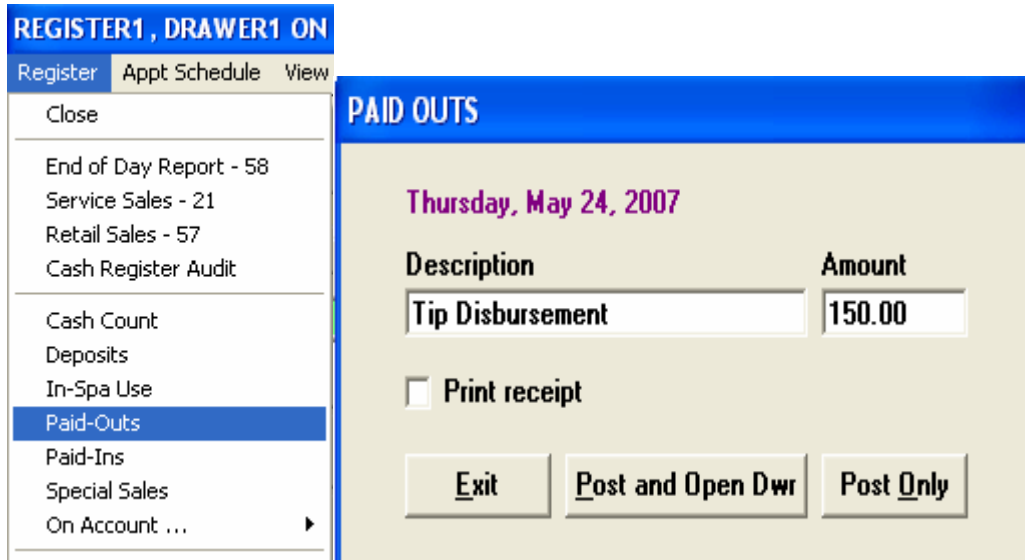 REGISTER1, DRAWER1 ON
Register Appt Schedule View
Close
End of Day Report - 58
Service Sales - 21
Retail Sales - 57
Cash Register Audit
Cash Count
Deposits
In-Spa Use
Paid-Outs
Paid-Ins
Special Sales
On Account ...
PAID OUTS
Thursday, May 24, 2007
Description Amount
Tip Disbursement 150.00
Print receipt
Exit Post and Open Dwr Post Only